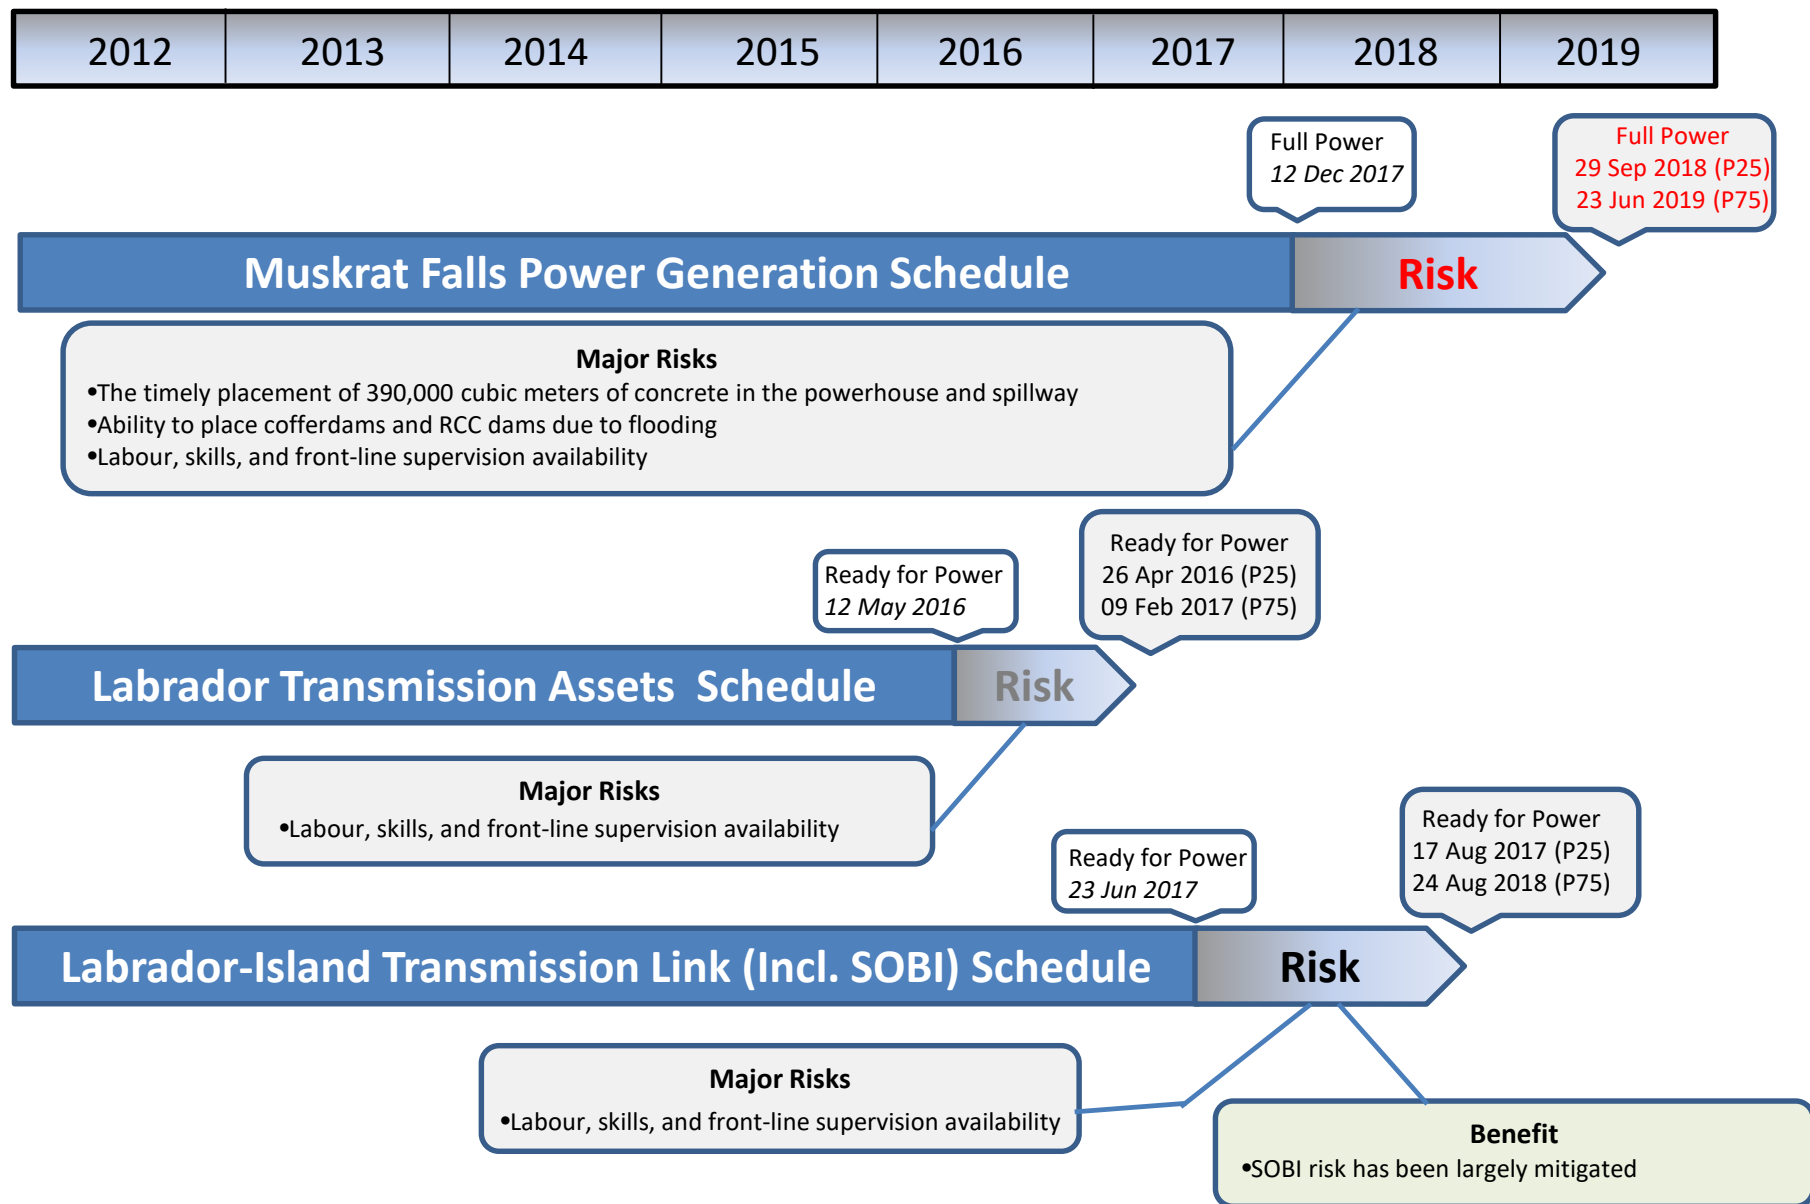 2012 2013 2014 2015 2016 2017 2018 2019
Full Power
12 Dec 2017
Full Power
29 Sep 2018 (P25)
23 Jun 2019 (P75)
Muskrat Falls Power Generation Schedule
Risk
Major Risks
•The timely placement of 390,000 cubic meters of concrete in the powerhouse and spillway
•Ability to place cofferdams and RCC dams due to flooding
•Labour, skills, and front-line supervision availability
Ready for Power
12 May 2016
Ready for Power
26 Apr 2016 (P25)
09 Feb 2017 (P75)
Labrador Transmission Assets  Schedule
Risk
Major Risks
•Labour, skills, and front-line supervision availability
Ready for Power
23 Jun 2017
Ready for Power
17 Aug 2017 (P25)
24 Aug 2018 (P75)
Labrador-Island Transmission Link (Incl. SOBI) Schedule
Risk
Major Risks
•Labour, skills, and front-line supervision availability
Benefit
•SOBI risk has been largely mitigated